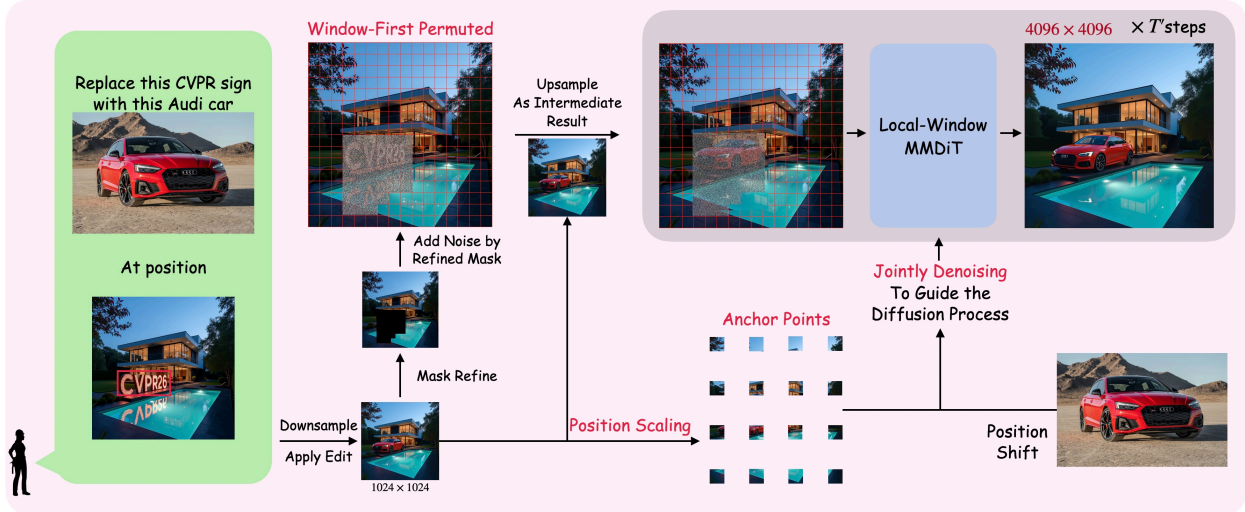 Replace this CVPR sign
with this Audi car
At position
CVPR26
Downsample
Apply Edit
1024 × 1024
Mask Refine
Add Noise by
Refined Mask
Window-First Permuted
CVPR
Upsample
As Intermediate
Result
Position Scaling
Anchor Points
4096 × 4096 × T' steps
Local-Window
MMDiT
Jointly Denoising
To Guide the
Diffusion Process
Position
Shift